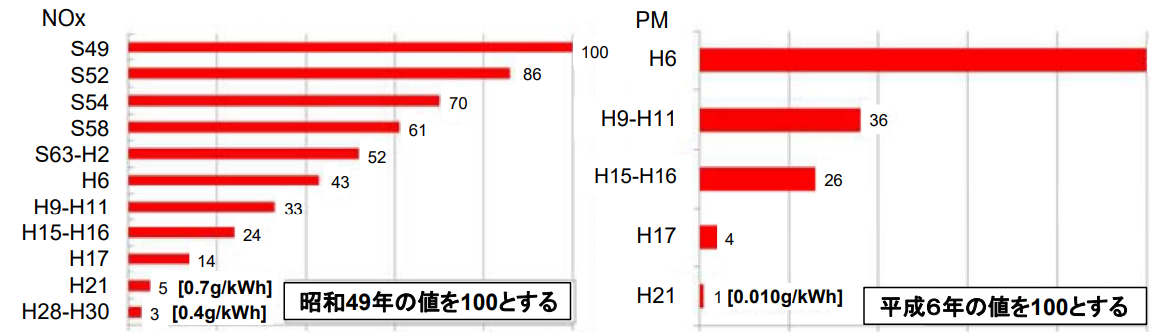 NOx
S49 100
S52 86
S54 70
S58 61
S63-H2 52
H6 43
H9-H11 33
H15-H16 24
H17 14
H21 5 [0.7g/kWh]
H28-H30 3 [0.4g/kWh]
昭和49年の値を100とする
PM
H6
H9-H11 36
H15-H16 26
H17 4
H21 1 [0.010g/kWh]
平成６年の値を100とする